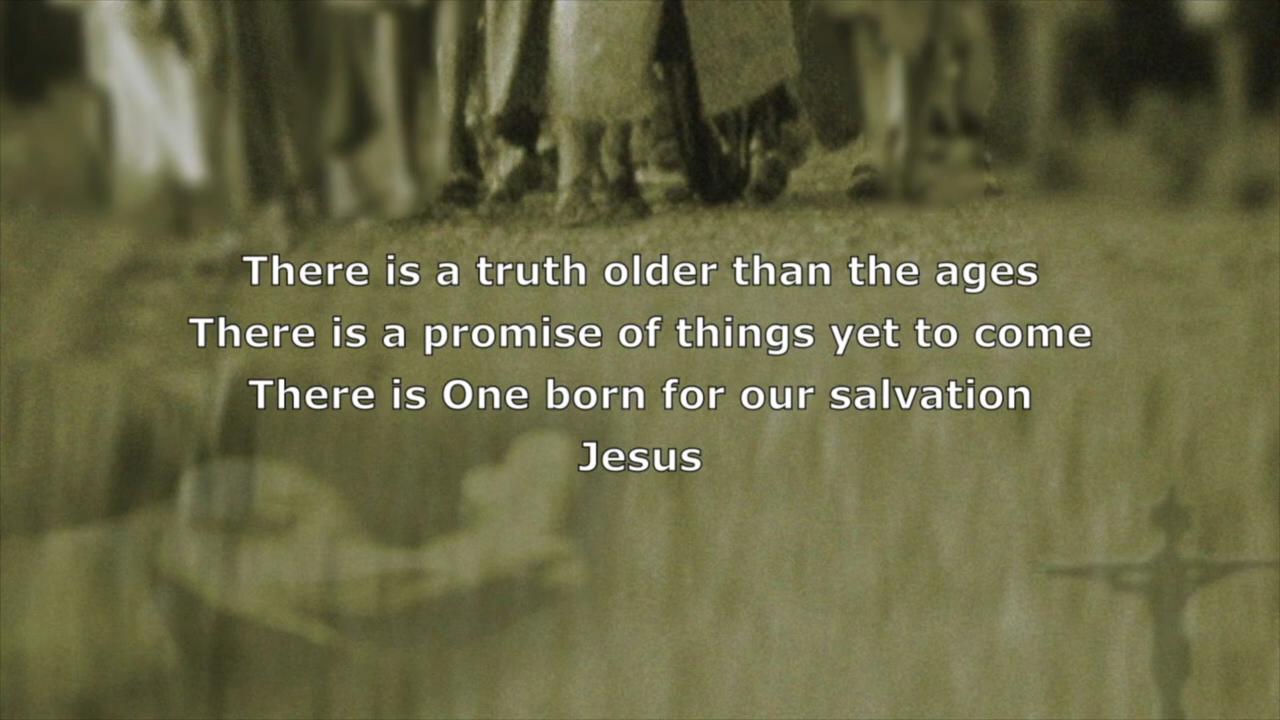 There is a truth older than the ages
There is a promise of things yet to come
There is One born for our salvation
Jesus